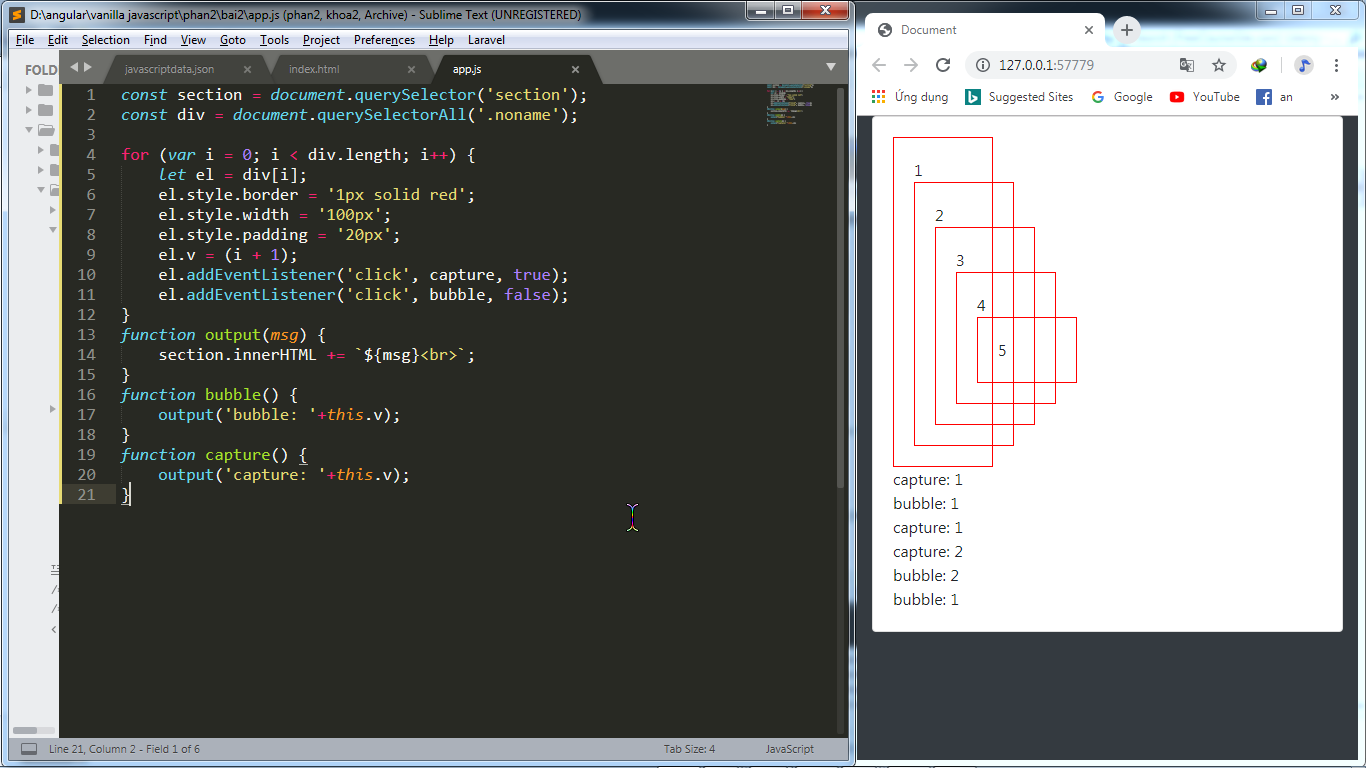 D:\angular\vanilla javascript\phan2\bai2\app.js (phan2, khoa2, Archive) - Sublime Text (UNREGISTERED)
File Edit Selection Find View Goto Tools Project Preferences Help Laravel
FOLD
javascriptdata.json × index.html × app.js ×
1 const section = document.querySelector('section');
2 const div = document.querySelectorAll('.noname');
3
4 for (var i = 0; i < div.length; i++) {
5     let el = div[i];
6     el.style.border = '1px solid red';
7     el.style.width = '100px';
8     el.style.padding = '20px';
9     el.v = (i + 1);
10     el.addEventListener('click', capture, true);
11     el.addEventListener('click', bubble, false);
12 }
13 function output(msg) {
14     section.innerHTML += `${msg}<br>`;
15 }
16 function bubble() {
17     output('bubble: '+this.v);
18 }
19 function capture() {
20     output('capture: '+this.v);
21 }
Line 21, Column 2 - Field 1 of 6 Tab Size: 4 JavaScript
Document
127.0.0.1:57779
Ứng dụng Suggested Sites Google YouTube an »
1
2
3
4
5
capture: 1
bubble: 1
capture: 1
capture: 2
bubble: 2
bubble: 1